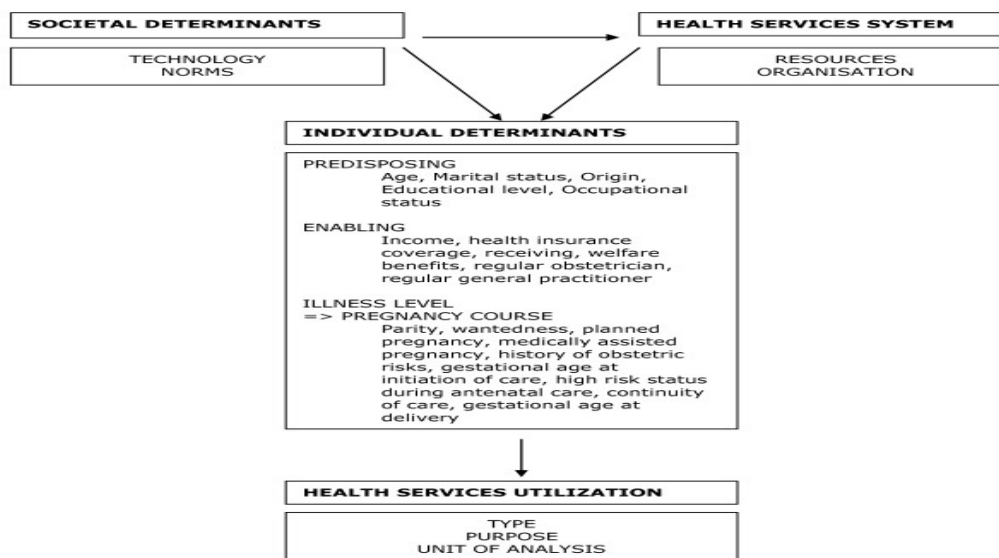 SOCIETAL DETERMINANTS
HEALTH SERVICES SYSTEM
TECHNOLOGY
NORMS
RESOURCES
ORGANISATION
INDIVIDUAL DETERMINANTS
PREDISPOSING
Age, Marital status, Origin,
Educational level, Occupational
status
ENABLING
Income, health insurance
coverage, receiving, welfare
benefits, regular obstetrician,
regular general practitioner
ILLNESS LEVEL
=> PREGNANCY COURSE
Parity, wantedness, planned
pregnancy, medically assisted
pregnancy, history of obstetric
risks, gestational age at
initiation of care, high risk status
during antenatal care, continuity
of care, gestational age at
delivery
HEALTH SERVICES UTILIZATION
TYPE
PURPOSE
UNIT OF ANALYSIS